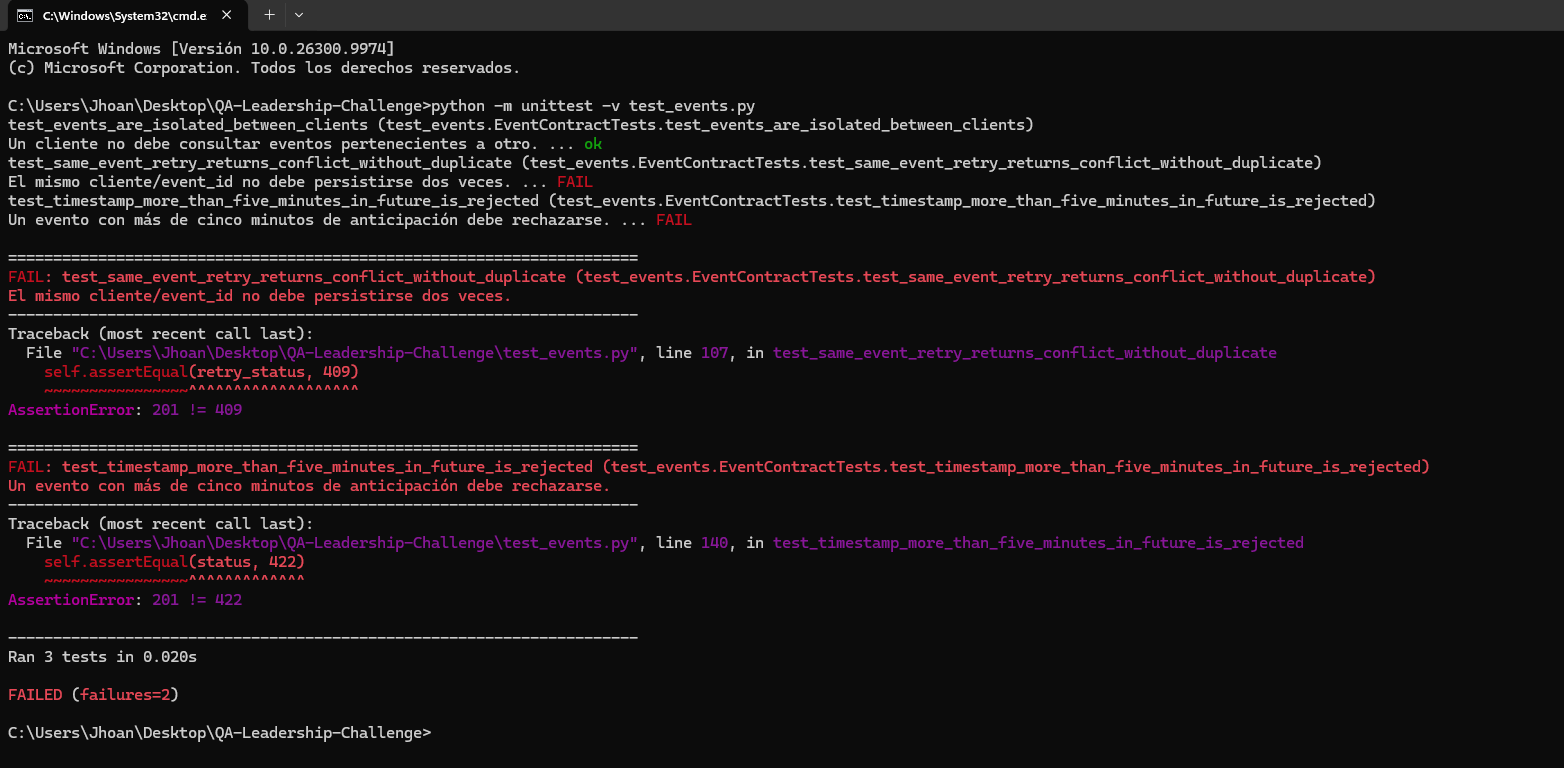 C:\Windows\System32\cmd.e
Microsoft Windows [Versión 10.0.26300.9974]
(c) Microsoft Corporation. Todos los derechos reservados.
C:\Users\Jhoan\Desktop\QA-Leadership-Challenge>python -m unittest -v test_events.py
test_events_are_isolated_between_clients (test_events.EventContractTests.test_events_are_isolated_between_clients)
Un cliente no debe consultar eventos pertenecientes a otro. ... ok
test_same_event_retry_returns_conflict_without_duplicate (test_events.EventContractTests.test_same_event_retry_returns_conflict_without_duplicate)
El mismo cliente/event_id no debe persistirse dos veces. ... FAIL
test_timestamp_more_than_five_minutes_in_future_is_rejected (test_events.EventContractTests.test_timestamp_more_than_five_minutes_in_future_is_rejected)
Un evento con más de cinco minutos de anticipación debe rechazarse. ... FAIL
======================================================================
FAIL: test_same_event_retry_returns_conflict_without_duplicate (test_events.EventContractTests.test_same_event_retry_returns_conflict_without_duplicate)
El mismo cliente/event_id no debe persistirse dos veces.
----------------------------------------------------------------------
Traceback (most recent call last):
  File "C:\Users\Jhoan\Desktop\QA-Leadership-Challenge\test_events.py", line 107, in test_same_event_retry_returns_conflict_without_duplicate
    self.assertEqual(retry_status, 409)
    ~~~~~~~~~~~~~~~~^^^^^^^^^^^^^^^^^^^
AssertionError: 201 != 409
======================================================================
FAIL: test_timestamp_more_than_five_minutes_in_future_is_rejected (test_events.EventContractTests.test_timestamp_more_than_five_minutes_in_future_is_rejected)
Un evento con más de cinco minutos de anticipación debe rechazarse.
----------------------------------------------------------------------
Traceback (most recent call last):
  File "C:\Users\Jhoan\Desktop\QA-Leadership-Challenge\test_events.py", line 140, in test_timestamp_more_than_five_minutes_in_future_is_rejected
    self.assertEqual(status, 422)
    ~~~~~~~~~~~~~~~~^^^^^^^^^^^^^
AssertionError: 201 != 422
----------------------------------------------------------------------
Ran 3 tests in 0.020s
FAILED (failures=2)
C:\Users\Jhoan\Desktop\QA-Leadership-Challenge>